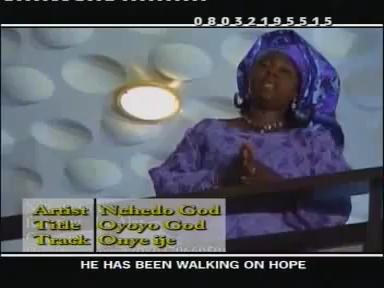 08032195515
Artist Nchedo God
Title Oyoyo God
Track Onye ije
HE HAS BEEN WALKING ON HOPE